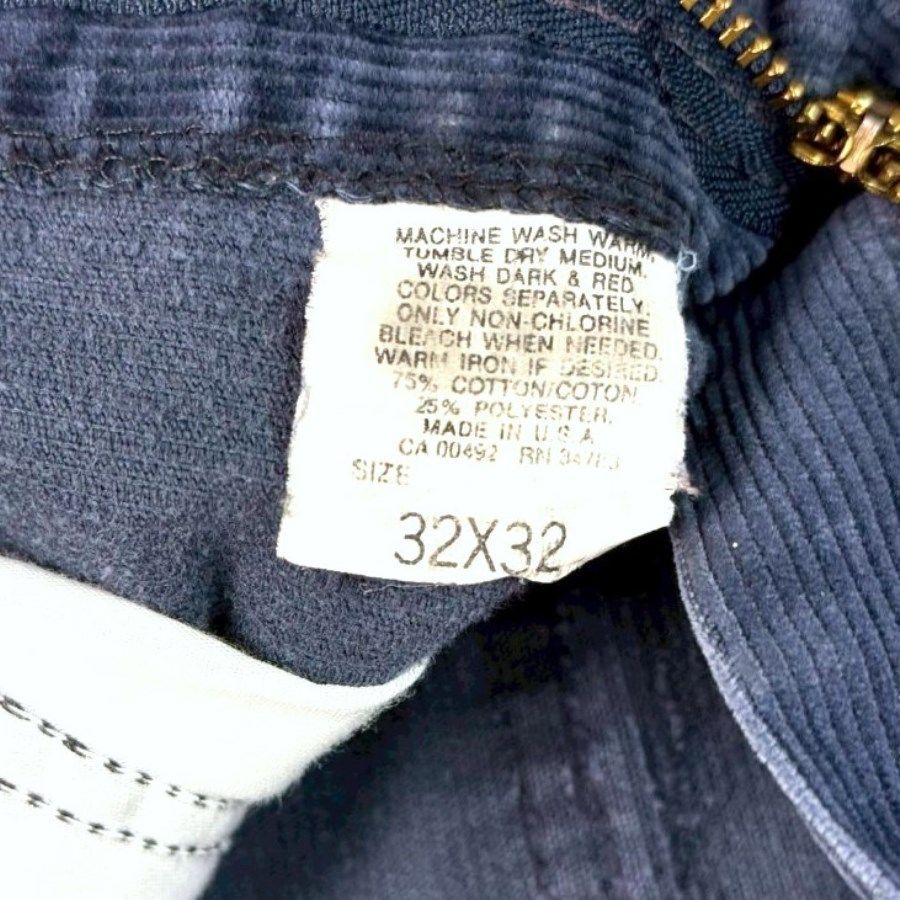 MACHINE WASH WARM.
TUMBLE DRY MEDIUM.
WASH DARK & RED
COLORS SEPARATELY.
ONLY NON-CHLORINE
BLEACH WHEN NEEDED.
WARM IRON IF DESIRED.
75% COTTON/COTON,
25% POLYESTER.
MADE IN U.S.A.
CA 00492 RN
SIZE
32X32